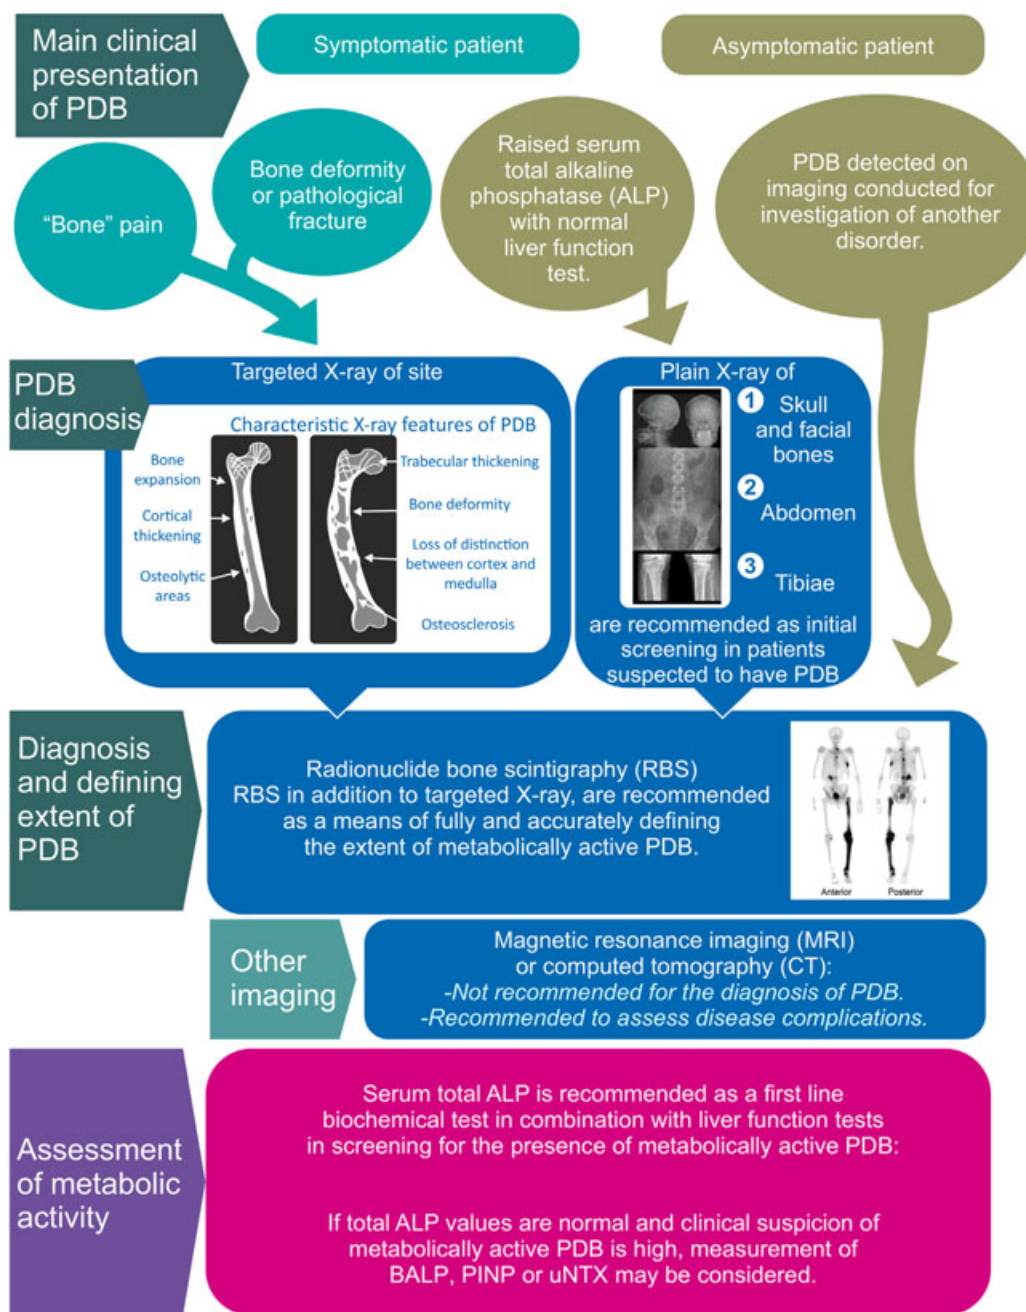 Main clinical
presentation
of PDB
Symptomatic patient
Asymptomatic patient
“Bone” pain
Bone deformity
or pathological
fracture
Raised serum
total alkaline
phosphatase (ALP)
with normal
liver function
test.
PDB detected on
imaging conducted for
investigation of another
disorder.
PDB
diagnosis
Targeted X-ray of site
Characteristic X-ray features of PDB
Bone
expansion
Cortical
thickening
Osteolytic
areas
Trabecular thickening
Bone deformity
Loss of distinction
between cortex and
medulla
Osteosclerosis
Plain X-ray of
1 Skull
and facial
bones
2
Abdomen
3
Tibiae
are recommended as initial
screening in patients
suspected to have PDB
Diagnosis
and defining
extent of
PDB
Radionuclide bone scintigraphy (RBS)
RBS in addition to targeted X-ray, are recommended
as a means of fully and accurately defining
the extent of metabolically active PDB.
Anterior Posterior
Other
imaging
Magnetic resonance imaging (MRI)
or computed tomography (CT):
-Not recommended for the diagnosis of PDB.
-Recommended to assess disease complications.
Assessment
of metabolic
activity
Serum total ALP is recommended as a first line
biochemical test in combination with liver function tests
in screening for the presence of metabolically active PDB:
If total ALP values are normal and clinical suspicion of
metabolically active PDB is high, measurement of
BALP, PINP or uNTX may be considered.